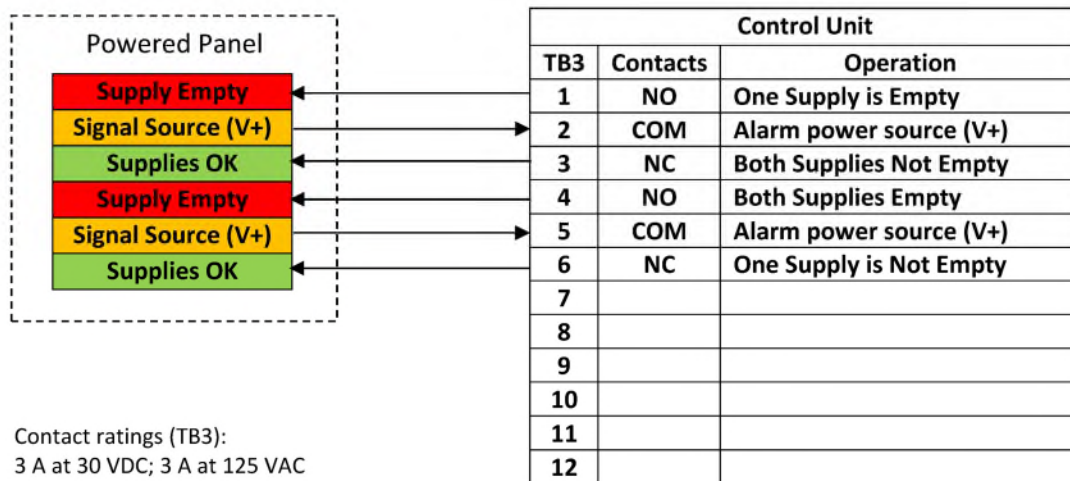 Powered Panel
Supply Empty
Signal Source (V+)
Supplies OK
Supply Empty
Signal Source (V+)
Supplies OK
Contact ratings (TB3):
3 A at 30 VDC; 3 A at 125 VAC
Control Unit
TB3 Contacts Operation
1 NO One Supply is Empty
2 COM Alarm power source (V+)
3 NC Both Supplies Not Empty
4 NO Both Supplies Empty
5 COM Alarm power source (V+)
6 NC One Supply is Not Empty
7
8
9
10
11
12